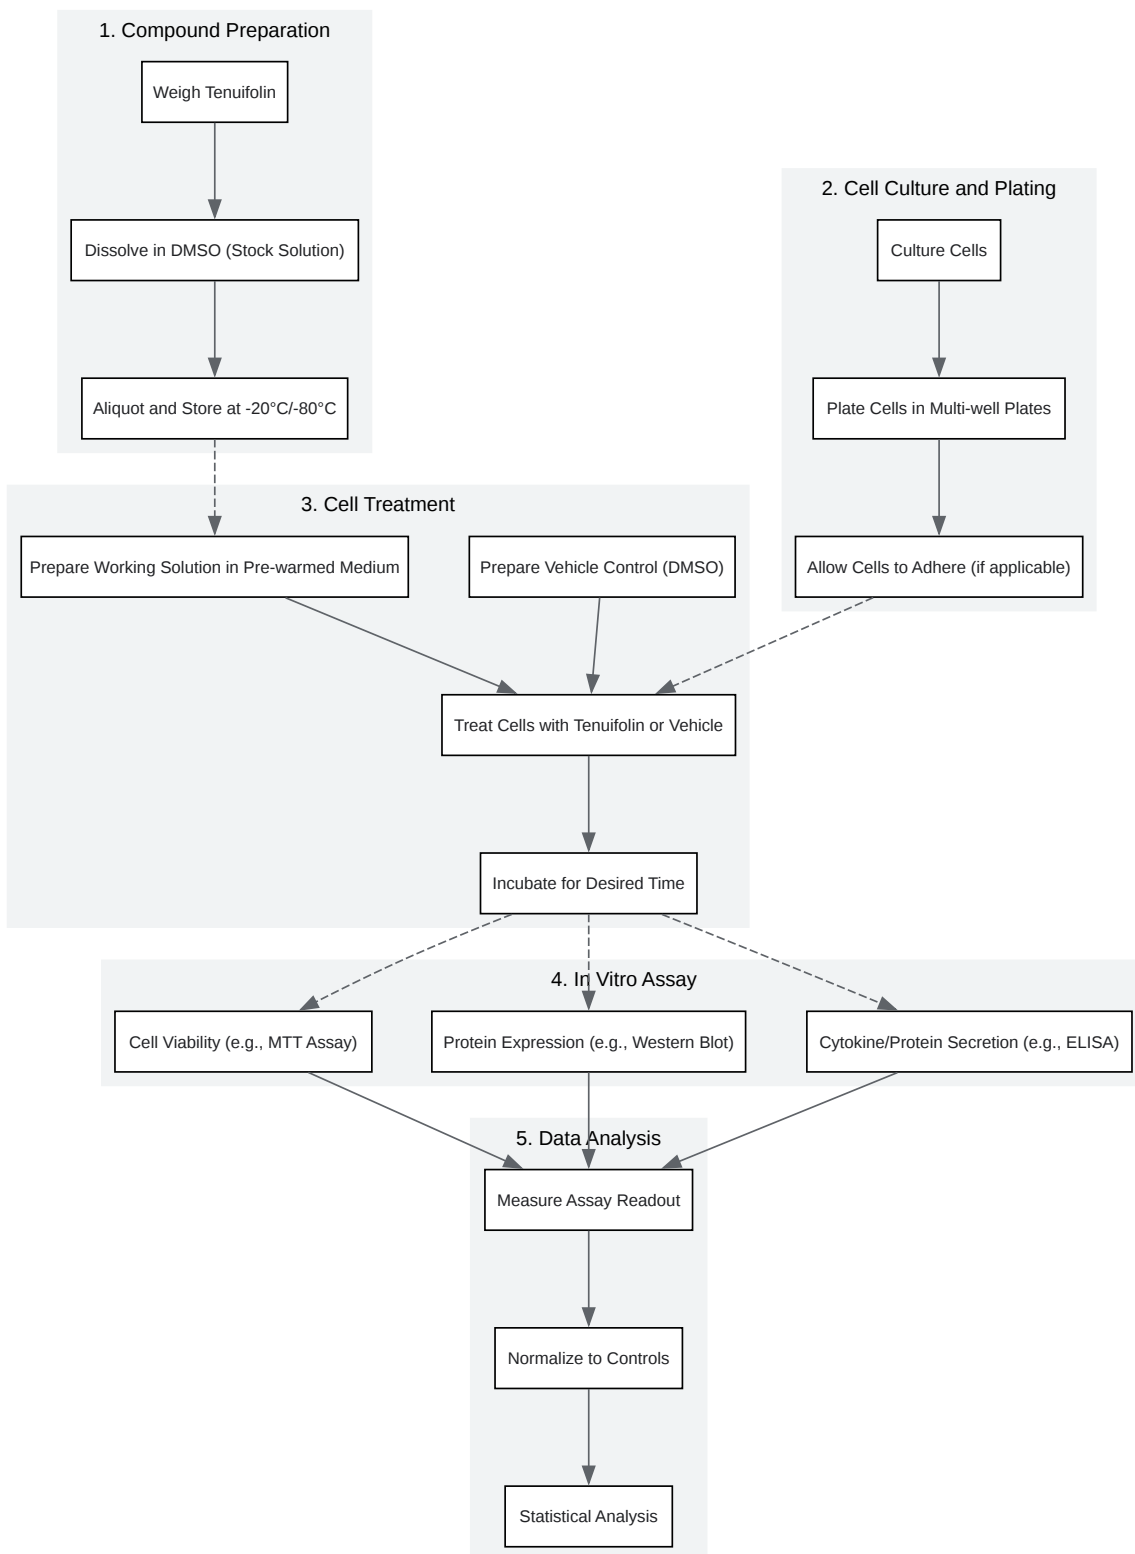 1. Compound Preparation
Weigh Tenuifolin
Dissolve in DMSO (Stock Solution)
Aliquot and Store at -20°C/-80°C
2. Cell Culture and Plating
Culture Cells
Plate Cells in Multi-well Plates
Allow Cells to Adhere (if applicable)
3. Cell Treatment
Prepare Working Solution in Pre-warmed Medium
Prepare Vehicle Control (DMSO)
Treat Cells with Tenuifolin or Vehicle
Incubate for Desired Time
4. In Vitro Assay
Cell Viability (e.g., MTT Assay)
Protein Expression (e.g., Western Blot)
Cytokine/Protein Secretion (e.g., ELISA)
5. Data Analysis
Measure Assay Readout
Normalize to Controls
Statistical Analysis